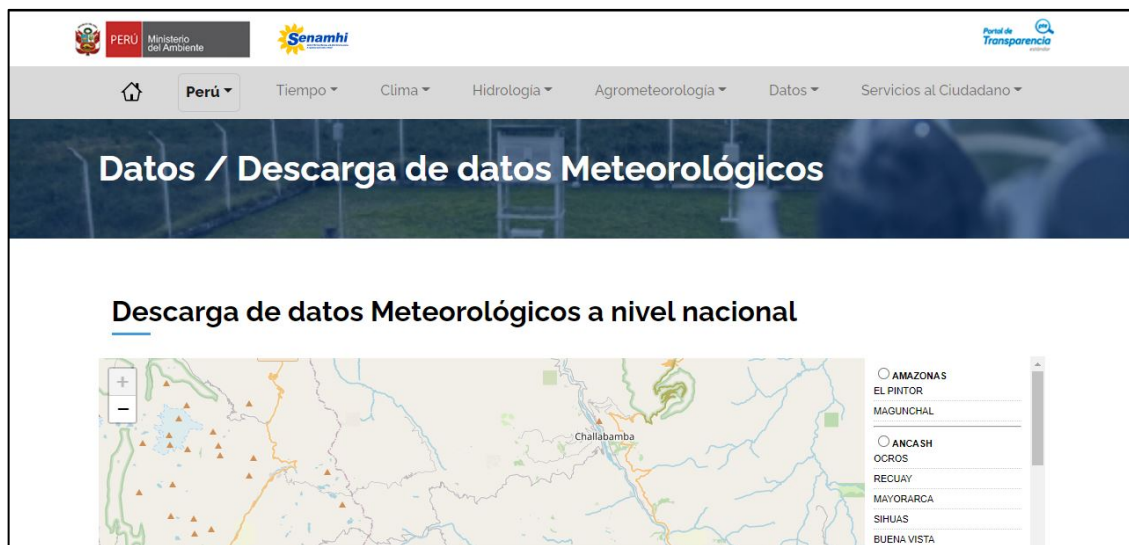 PERÚ Ministerio del Ambiente
Senamhi
Portal de Transparencia
estándar
Perú Tiempo Clima Hidrología Agrometeorología Datos Servicios al Ciudadano
Datos / Descarga de datos Meteorológicos
Descarga de datos Meteorológicos a nivel nacional
+
−
Challabamba
AMAZONAS
EL PINTOR
MAGUNCHAL
ANCASH
OCROS
RECUAY
MAYORARCA
SIHUAS
BUENA VISTA